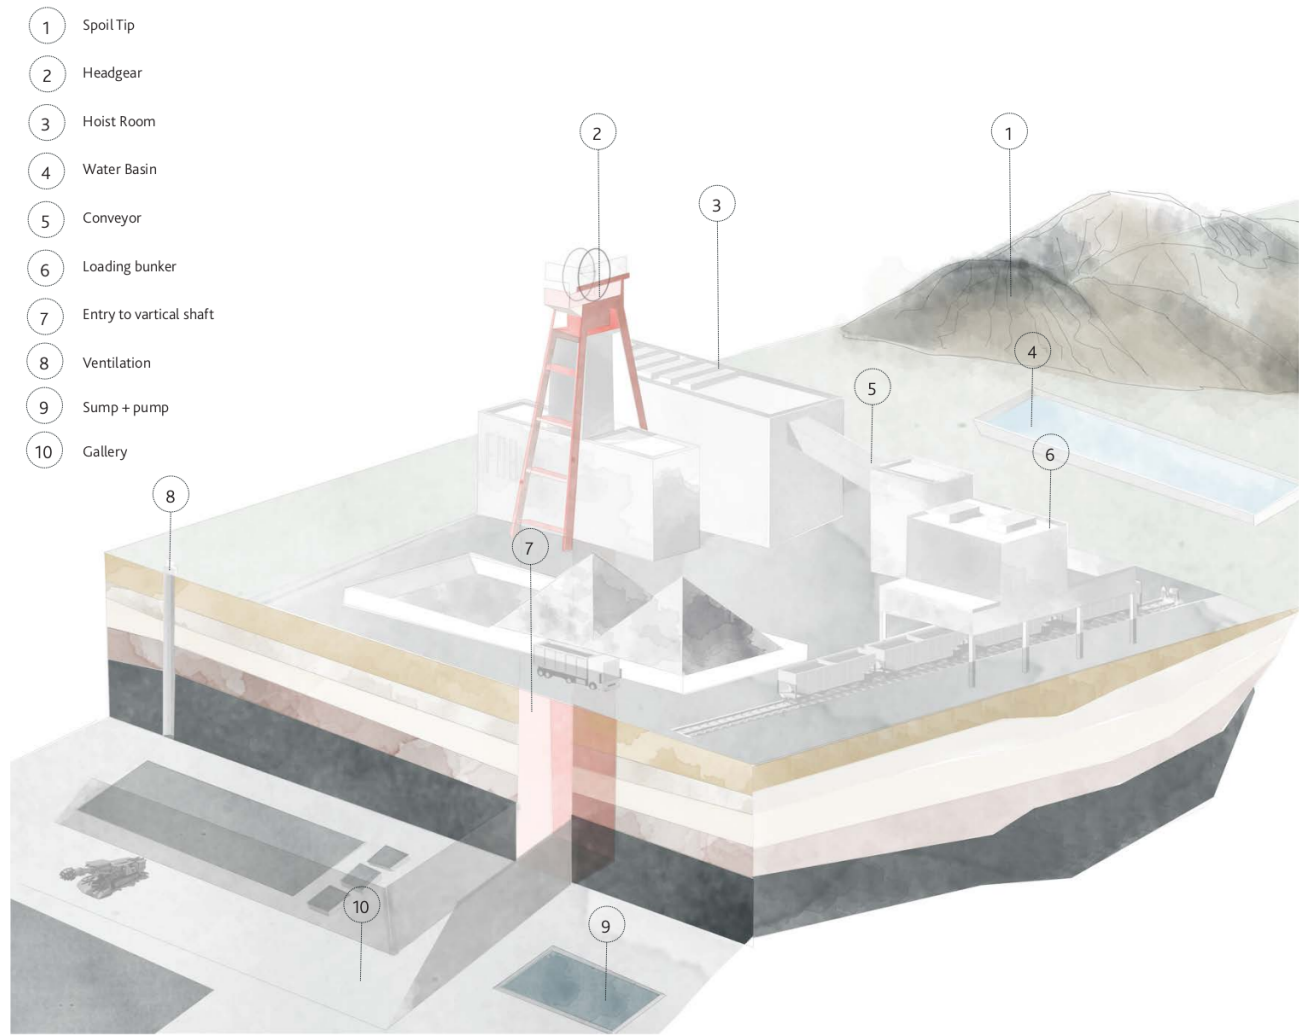 1 Spoil Tip
2 Headgear
3 Hoist Room
4 Water Basin
5 Conveyor
6 Loading bunker
7 Entry to vartical shaft
8 Ventilation
9 Sump + pump
10 Gallery
2
1
3
4
5
6
8
7
10
9